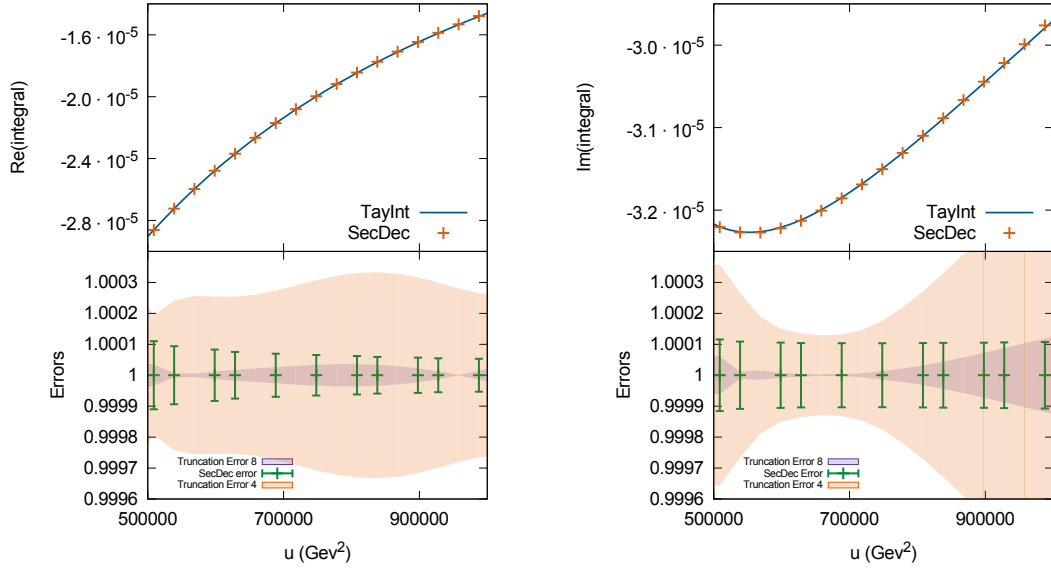 -1.6 · 10⁻⁵
-2.0 · 10⁻⁵
-2.4 · 10⁻⁵
-2.8 · 10⁻⁵
Re(integral)
TayInt
SecDec
1.0003
1.0002
1.0001
1
0.9999
0.9998
0.9997
0.9996
Errors
Truncation Error 8
SecDec error
Truncation Error 4
500000 700000 900000
u (Gev²)
-3.0 · 10⁻⁵
-3.1 · 10⁻⁵
-3.2 · 10⁻⁵
Im(integral)
TayInt
SecDec
1.0003
1.0002
1.0001
1
0.9999
0.9998
0.9997
0.9996
Errors
Truncation Error 8
SecDec Error
Truncation Error 4
500000 700000 900000
u (Gev²)